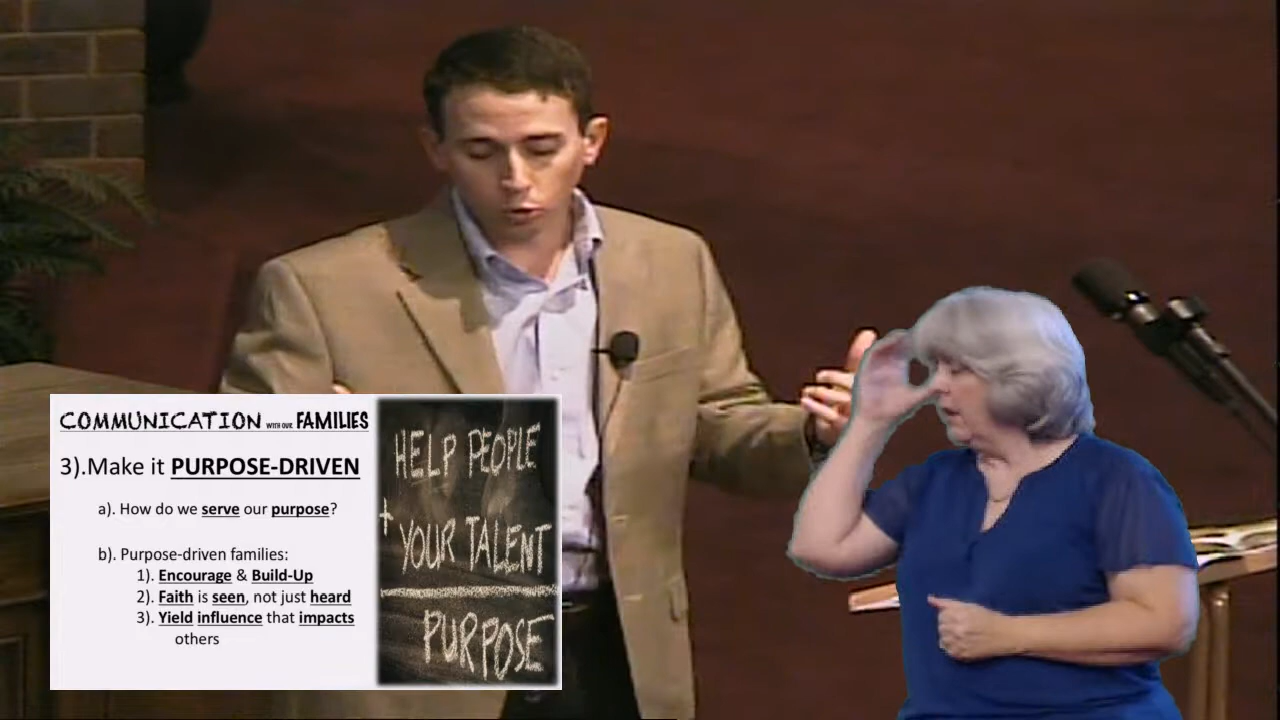 COMMUNICATION WITH OUR FAMILIES
3).Make it PURPOSE-DRIVEN
a). How do we serve our purpose?
b). Purpose-driven families:
1). Encourage & Build-Up
2). Faith is seen, not just heard
3). Yield influence that impacts
others
HELP PEOPLE
+ YOUR TALENT
PURPOSE